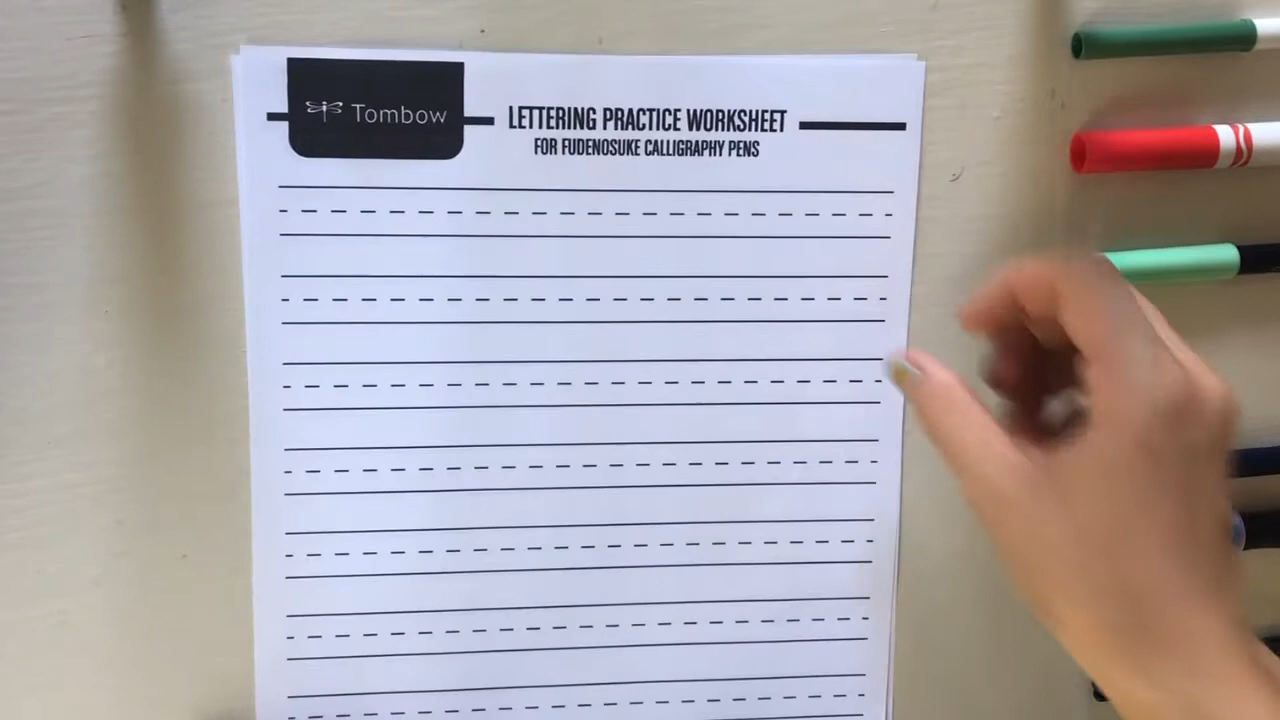 Tombow
LETTERING PRACTICE WORKSHEET
FOR FUDENOSUKE CALLIGRAPHY PENS